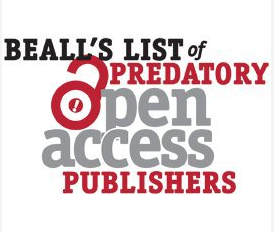 BEALL'S LIST of
PREDATORY
Open
access
PUBLISHERS